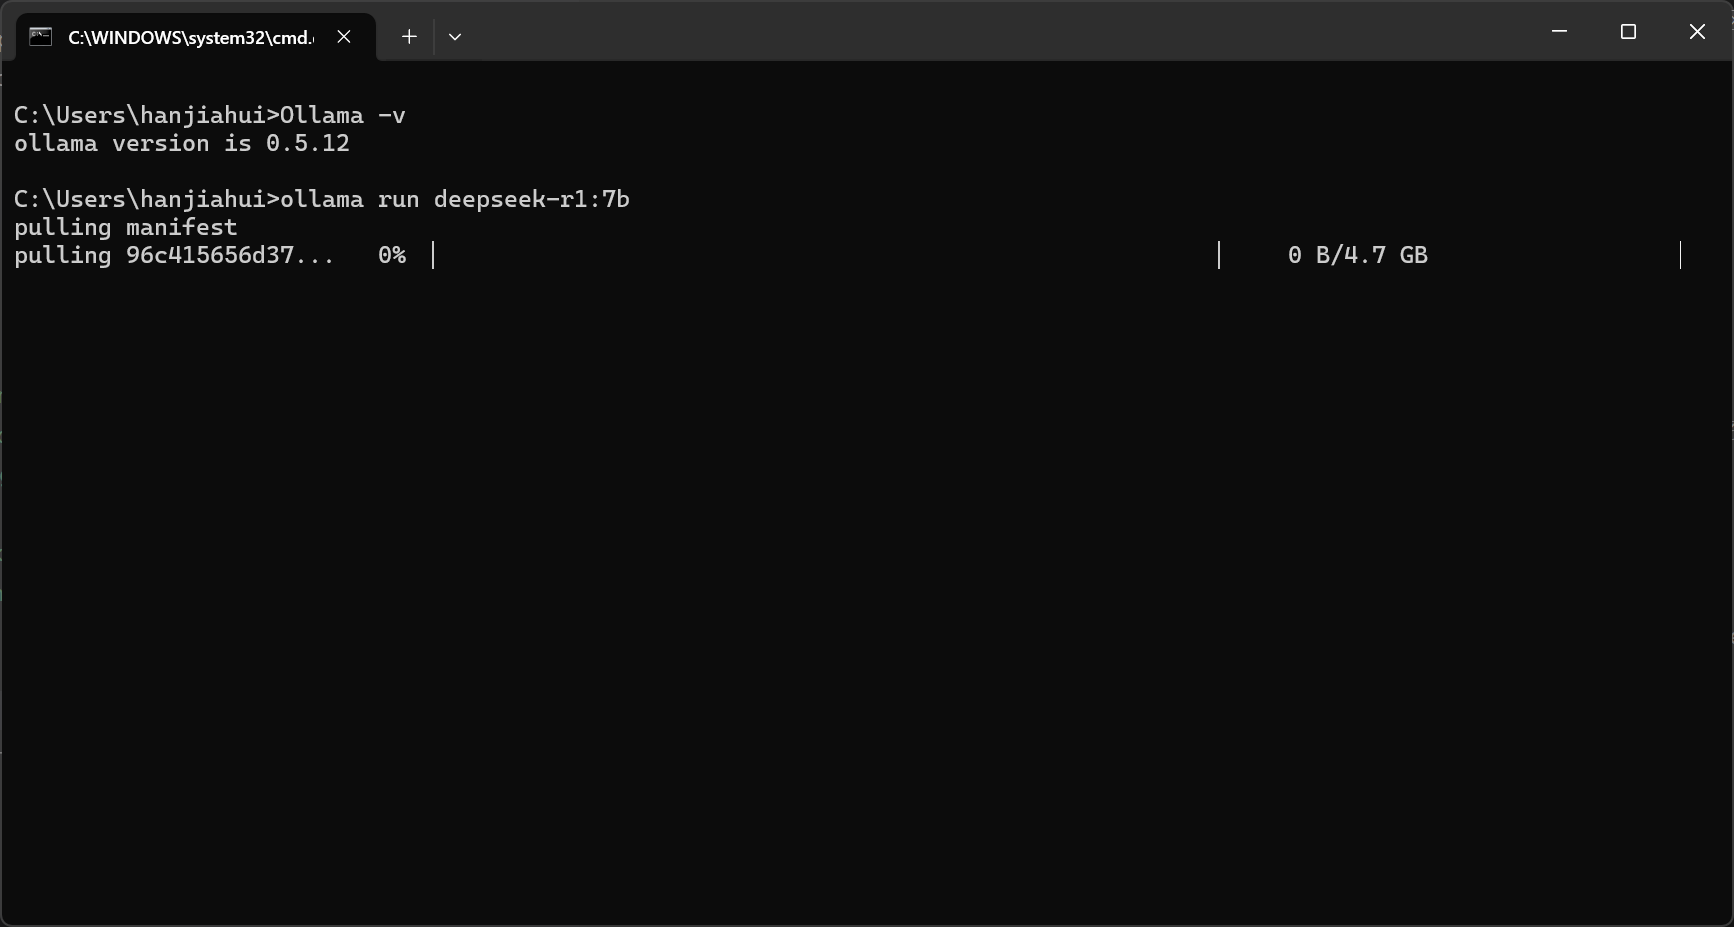 C:\WINDOWS\system32\cmd.
C:\Users\hanjiahui>Ollama -v
ollama version is 0.5.12
C:\Users\hanjiahui>ollama run deepseek-r1:7b
pulling manifest
pulling 96c415656d37... 0% 0 B/4.7 GB